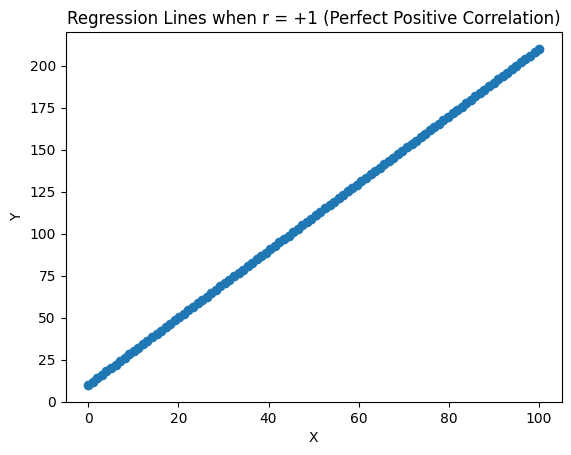 Regression Lines when r = +1 (Perfect Positive Correlation)
200
175
150
125
100
75
50
25
0
Y
0 20 40 60 80 100
X